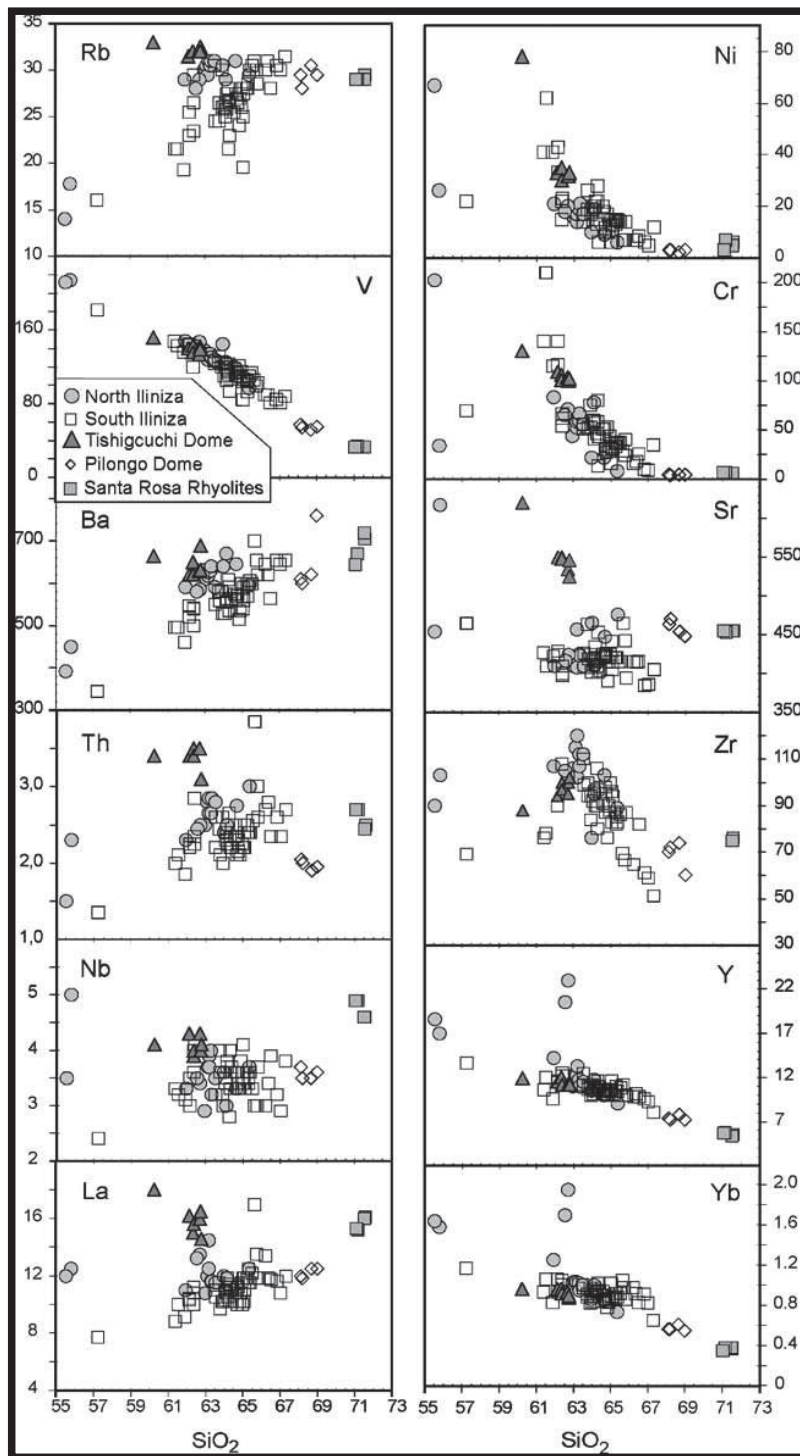 35
Rb
30
25
20
15
10
V
160
80
0
North Iliniza
South Iliniza
Tishigcuchi Dome
Pilongo Dome
Santa Rosa Rhyolites
Ba
700
500
300
Th
3,0
2,0
1,0
Nb
5
4
3
2
La
16
12
8
4
55 57 59 61 63 65 67 69 71 73
SiO₂
Ni
80
60
40
20
0
Cr
200
150
100
50
0
Sr
550
450
350
Zr
110
90
70
50
30
Y
22
17
12
7
Yb
2.0
1.6
1.2
0.8
0.4
0
55 57 59 61 63 65 67 69 71 73
SiO₂